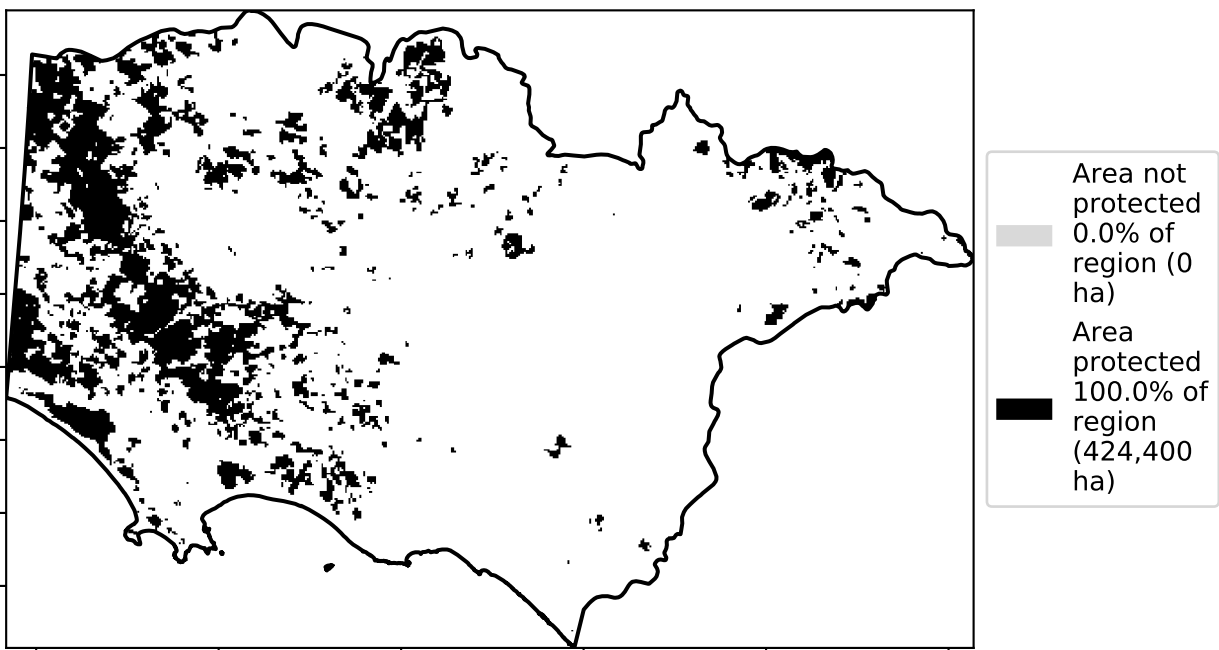 Area not
protected
0.0% of
region (0
ha)
Area
protected
100.0% of
region
(424,400
ha)